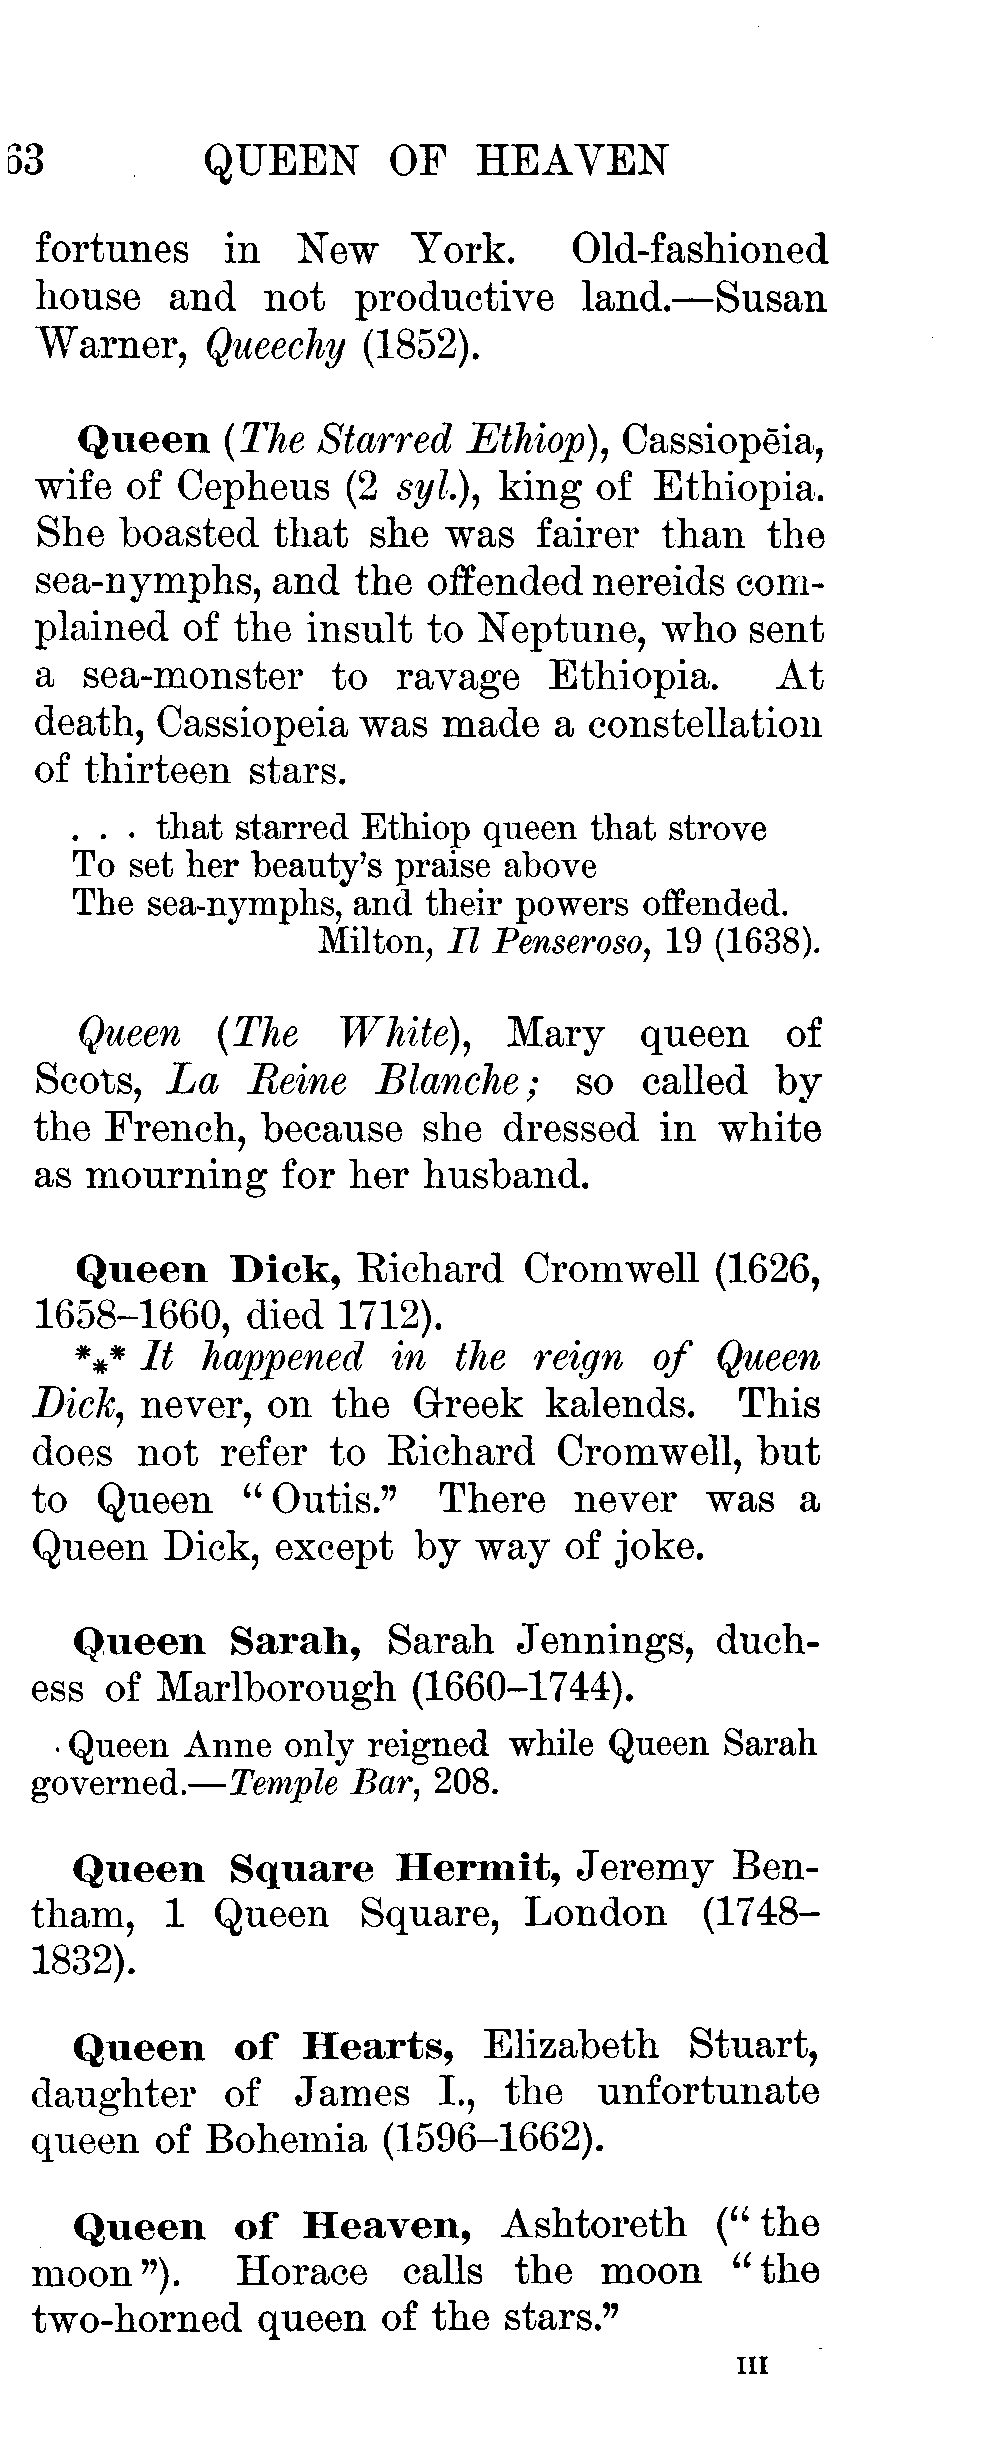 63 QUEEN OF HEAVEN
fortunes in New York. Old-fashioned
house and not productive land.—Susan
Warner, Queechy (1852).
Queen (The Starred Ethiop), Cassiopēia,
wife of Cepheus (2 syl.), king of Ethiopia.
She boasted that she was fairer than the
sea-nymphs, and the offended nereids com-
plained of the insult to Neptune, who sent
a sea-monster to ravage Ethiopia. At
death, Cassiopeia was made a constellation
of thirteen stars.
. . . that starred Ethiop queen that strove
To set her beauty's praise above
The sea-nymphs, and their powers offended.
Milton, Il Penseroso, 19 (1638).
Queen (The White), Mary queen of
Scots, La Reine Blanche; so called by
the French, because she dressed in white
as mourning for her husband.
Queen Dick, Richard Cromwell (1626,
1658–1660, died 1712).
*⁎* It happened in the reign of Queen
Dick, never, on the Greek kalends. This
does not refer to Richard Cromwell, but
to Queen “Outis.” There never was a
Queen Dick, except by way of joke.
Queen Sarah, Sarah Jennings, duch-
ess of Marlborough (1660–1744).
Queen Anne only reigned while Queen Sarah
governed.—Temple Bar, 208.
Queen Square Hermit, Jeremy Ben-
tham, 1 Queen Square, London (1748–
1832).
Queen of Hearts, Elizabeth Stuart,
daughter of James I., the unfortunate
queen of Bohemia (1596–1662).
Queen of Heaven, Ashtoreth (“the
moon”). Horace calls the moon “the
two-horned queen of the stars.”
III